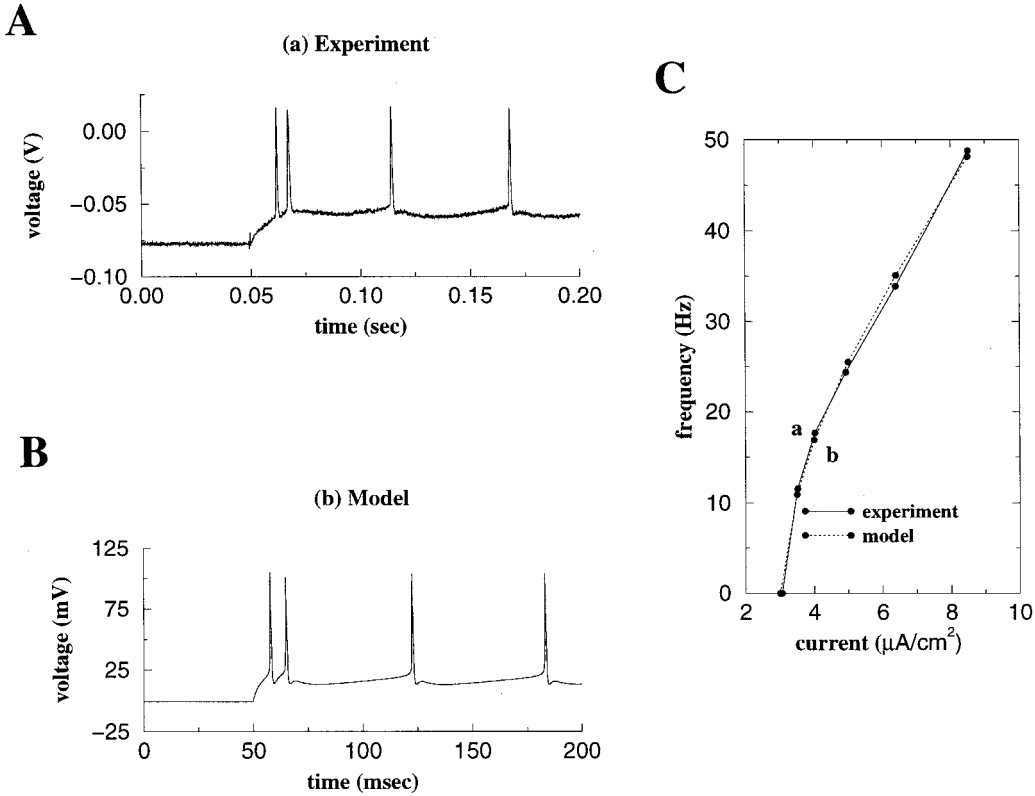 A
(a) Experiment
voltage (V)
0.00
−0.05
−0.10
0.00 0.05 0.10 0.15 0.20
time (sec)
B
(b) Model
voltage (mV)
125
75
25
−25
0 50 100 150 200
time (msec)
C
frequency (Hz)
50
40
30
20
10
0
a
b
experiment
model
2 4 6 8 10
current (μA/cm²)